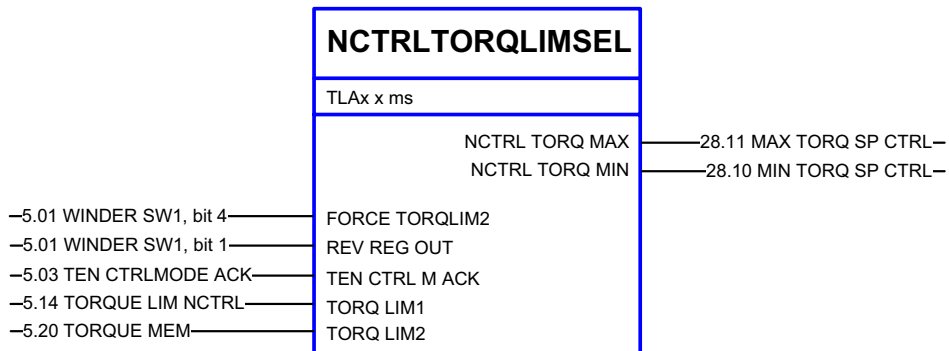 NCTRLTORQLIMSEL
TLAx x ms
NCTRL TORQ MAX 28.11 MAX TORQ SP CTRL
NCTRL TORQ MIN 28.10 MIN TORQ SP CTRL
5.01 WINDER SW1, bit 4 FORCE TORQLIM2
5.01 WINDER SW1, bit 1 REV REG OUT
5.03 TEN CTRLMODE ACK TEN CTRL M ACK
5.14 TORQUE LIM NCTRL TORQ LIM1
5.20 TORQUE MEM TORQ LIM2